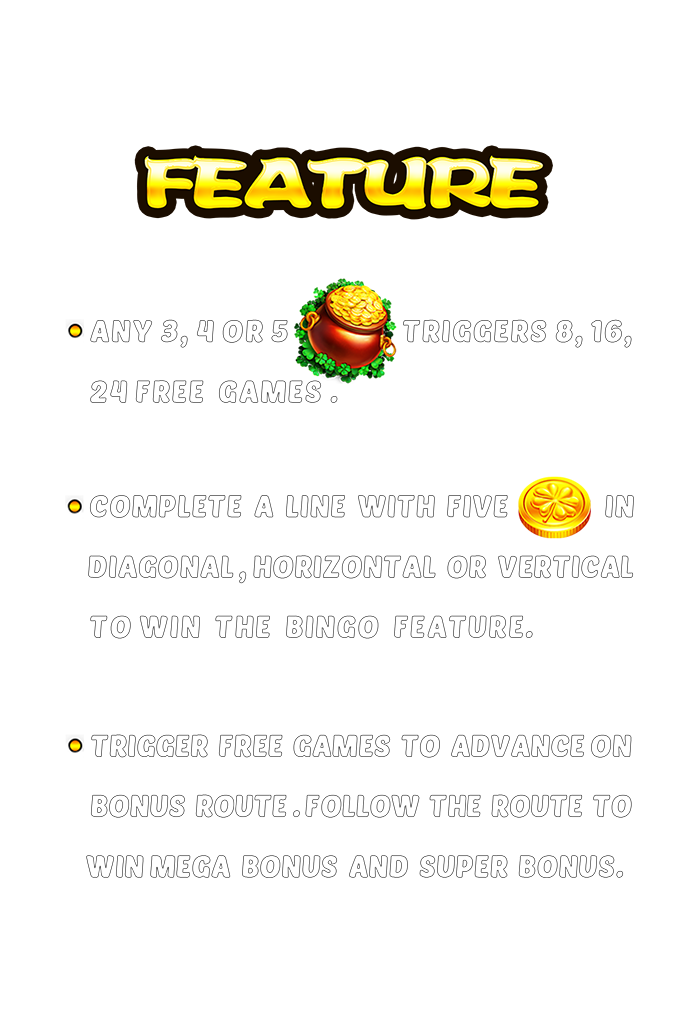 FEATURE
ANY 3, 4 OR 5 TRIGGERS 8, 16,
24 FREE GAMES .
COMPLETE A LINE WITH FIVE IN
DIAGONAL , HORIZONTAL OR VERTICAL
TO WIN THE BINGO FEATURE.
TRIGGER FREE GAMES TO ADVANCE ON
BONUS ROUTE . FOLLOW THE ROUTE TO
WIN MEGA BONUS AND SUPER BONUS.